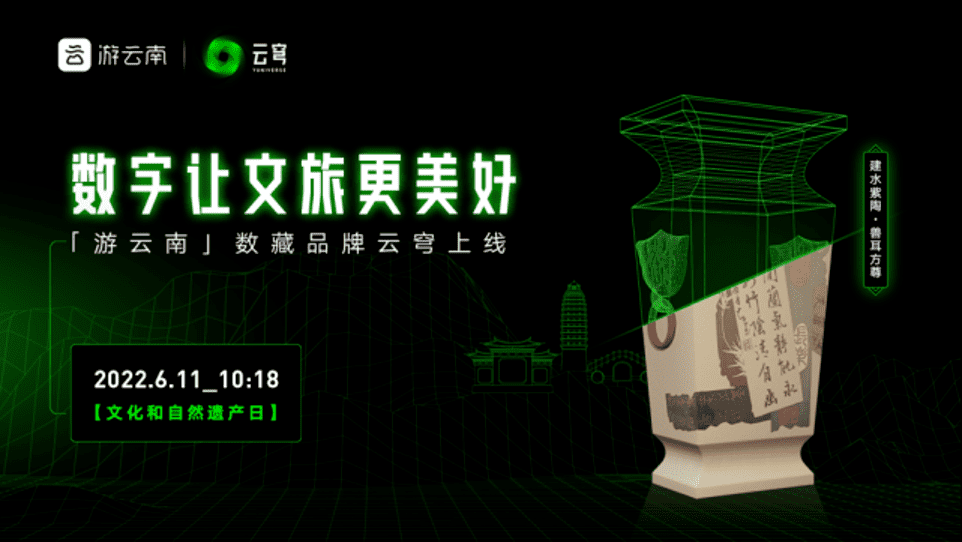 云 游云南 云穹
YUNIVERSE
数字让文旅更美好
「游云南」数藏品牌云穹上线
2022.6.11_10:18
【文化和自然遗产日】
建水紫陶·兽耳方尊